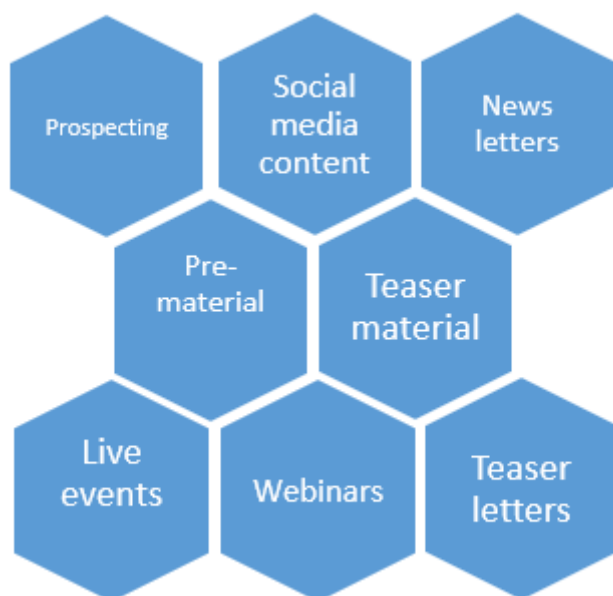 Prospecting
Social
media
content
News
letters
Pre-
material
Teaser
material
Live
events
Webinars
Teaser
letters